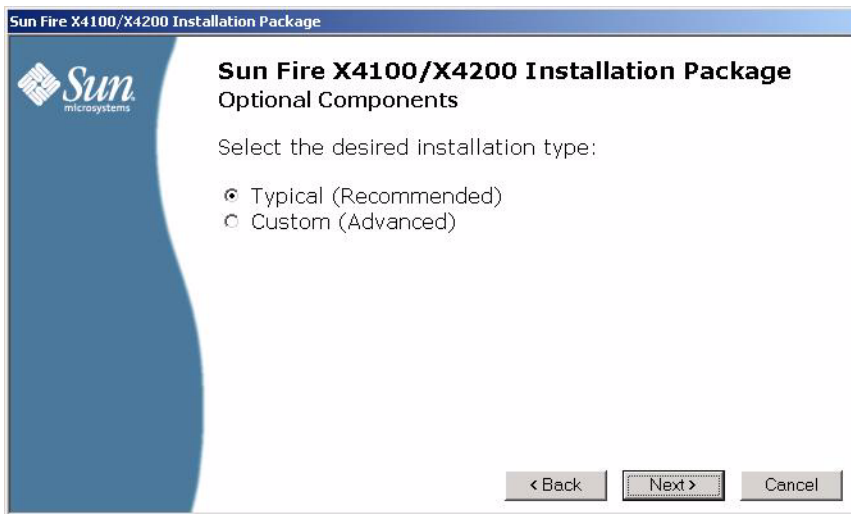 Sun Fire X4100/X4200 Installation Package
Sun
microsystems
Sun Fire X4100/X4200 Installation Package
Optional Components
Select the desired installation type:
Typical (Recommended)
Custom (Advanced)
< Back
Next >
Cancel